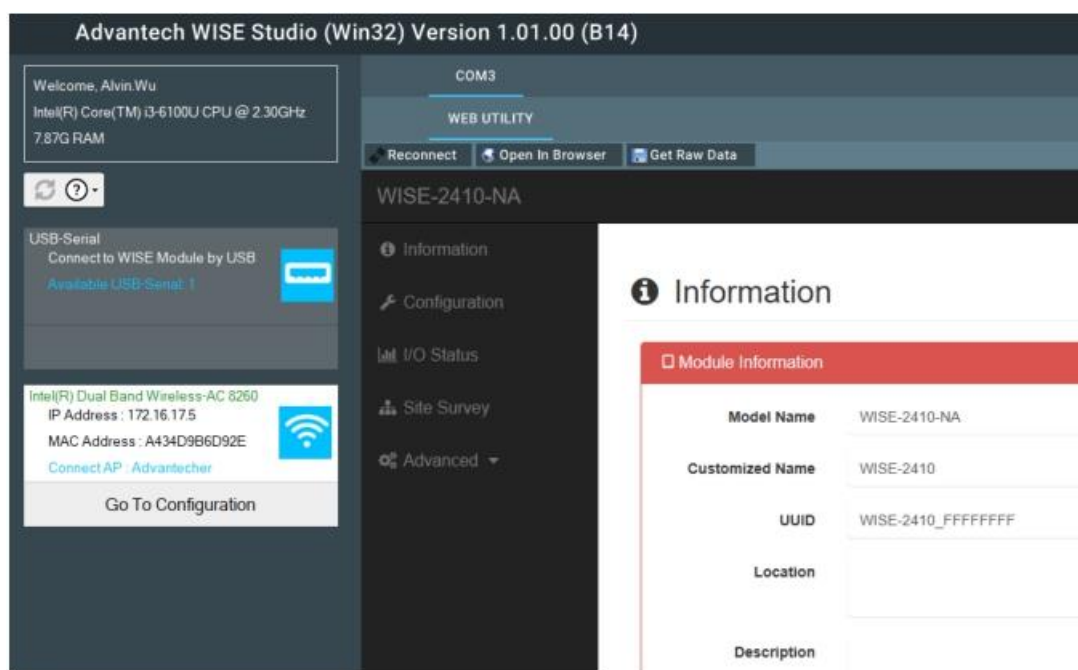 Advantech WISE Studio (Win32) Version 1.01.00 (B14)
Welcome, Alvin.Wu
Intel(R) Core(TM) i3-6100U CPU @ 2.30GHz
7.87G RAM
USB-Serial
Connect to WISE Module by USB
Available USB-Serial: 1
Intel(R) Dual Band Wireless-AC 8260
IP Address : 172.16.17.5
MAC Address : A434D9B6D92E
Connect AP : Advantecher
Go To Configuration
COM3
WEB UTILITY
Reconnect Open In Browser Get Raw Data
WISE-2410-NA
Information
Configuration
I/O Status
Site Survey
Advanced
Information
Module Information
Model Name WISE-2410-NA
Customized Name WISE-2410
UUID WISE-2410_FFFFFFFF
Location
Description